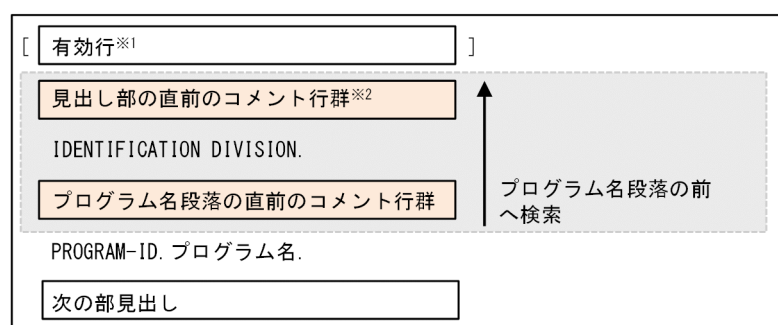 [ 有効行※1 ]
見出し部の直前のコメント行群※2
IDENTIFICATION DIVISION.
プログラム名段落の直前のコメント行群
プログラム名段落の前
へ検索
PROGRAM-ID. プログラム名.
次の部見出し